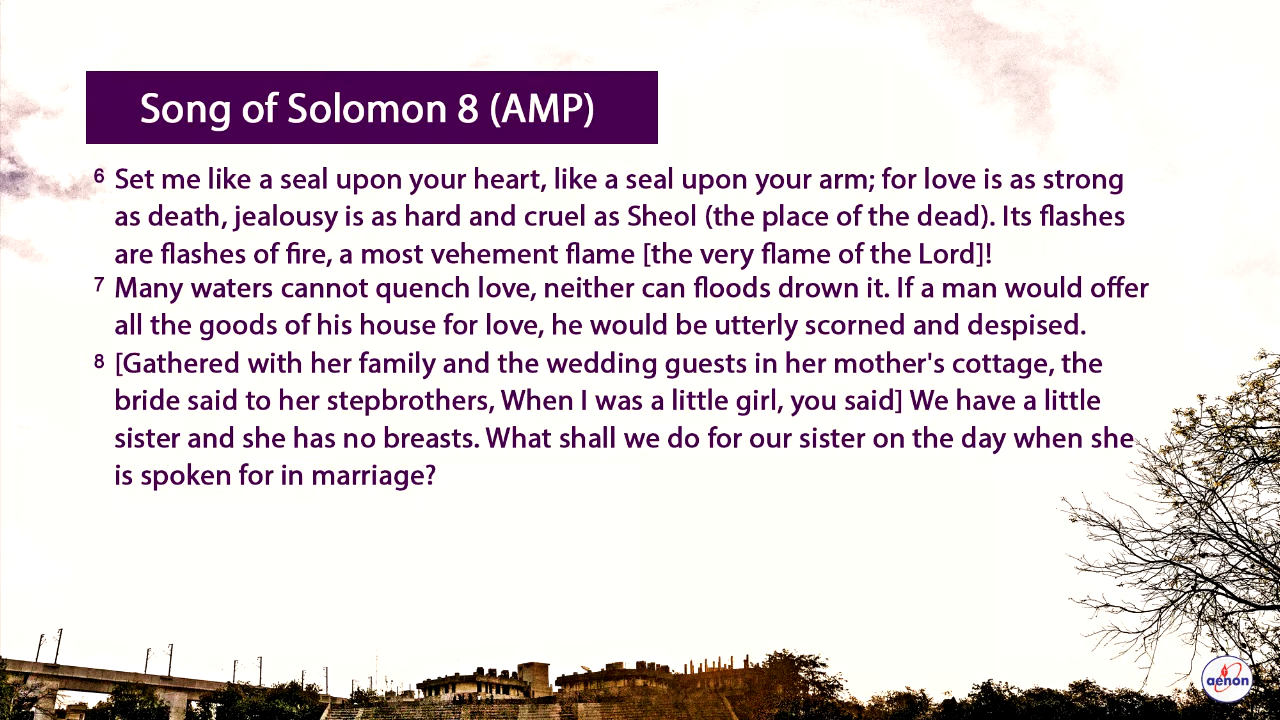 Song of Solomon 8 (AMP)
6 Set me like a seal upon your heart, like a seal upon your arm; for love is as strong
as death, jealousy is as hard and cruel as Sheol (the place of the dead). Its flashes
are flashes of fire, a most vehement flame [the very flame of the Lord]!
7 Many waters cannot quench love, neither can floods drown it. If a man would offer
all the goods of his house for love, he would be utterly scorned and despised.
8 [Gathered with her family and the wedding guests in her mother's cottage, the
bride said to her stepbrothers, When I was a little girl, you said] We have a little
sister and she has no breasts. What shall we do for our sister on the day when she
is spoken for in marriage?
aenon